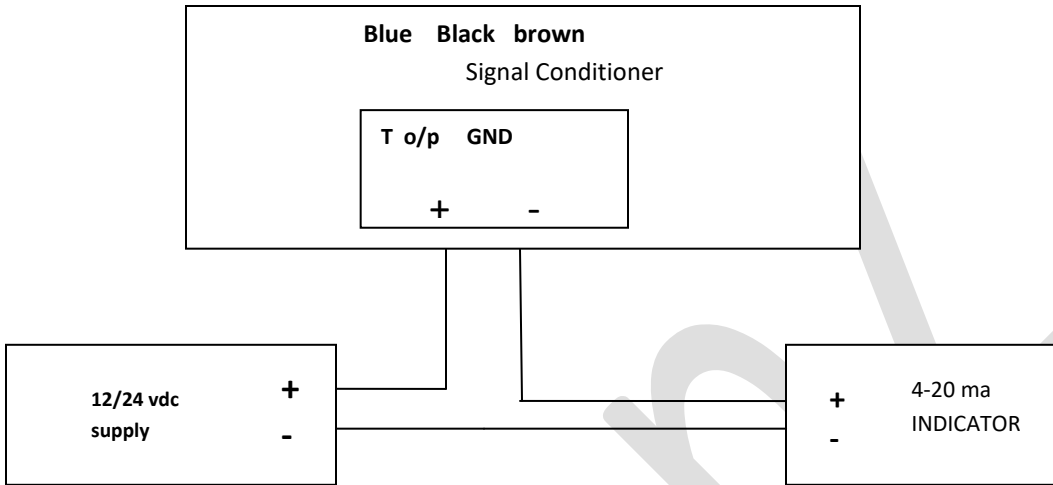 Blue Black brown
Signal Conditioner
T o/p GND
+ -
12/24 vdc
supply
+
-
+
-
4-20 ma
INDICATOR